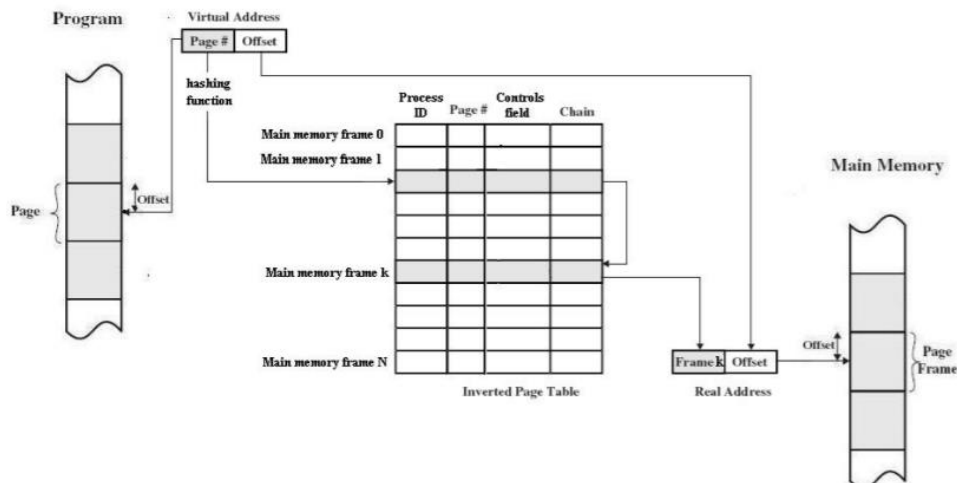 Program
Virtual Address
Page # Offset
hashing
function
Process
ID
Page #
Controls
field
Chain
Main memory frame 0
Main memory frame 1
Main Memory
Offset
Page
Main memory frame k
Offset
Page
Frame
Main memory frame N
Frame k Offset
Inverted Page Table
Real Address